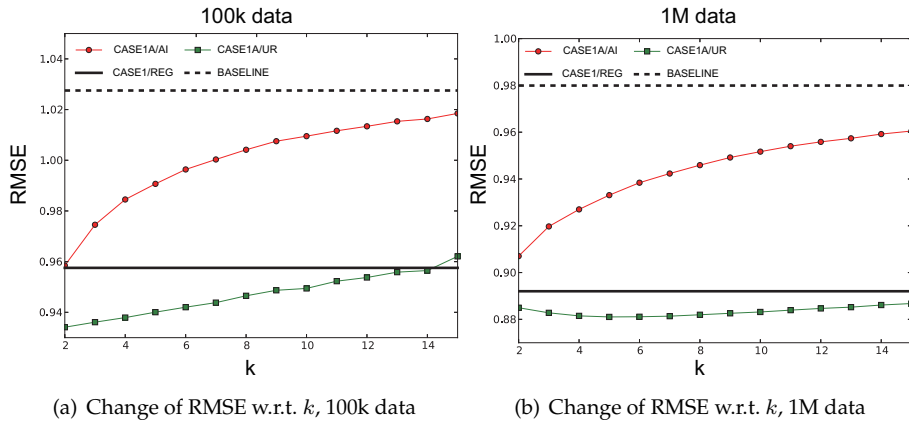 100k data
1.04
1.02
1.00
0.98
0.96
0.94
RMSE
CASE1A/AI
CASE1A/UR
CASE1/REG
BASELINE
2
4
6
8
10
12
14
k
(a) Change of RMSE w.r.t. k, 100k data
1M data
0.98
0.96
0.94
0.92
0.90
0.88
RMSE
CASE1A/AI
CASE1A/UR
CASE1/REG
BASELINE
2
4
6
8
10
12
14
k
(b) Change of RMSE w.r.t. k, 1M data